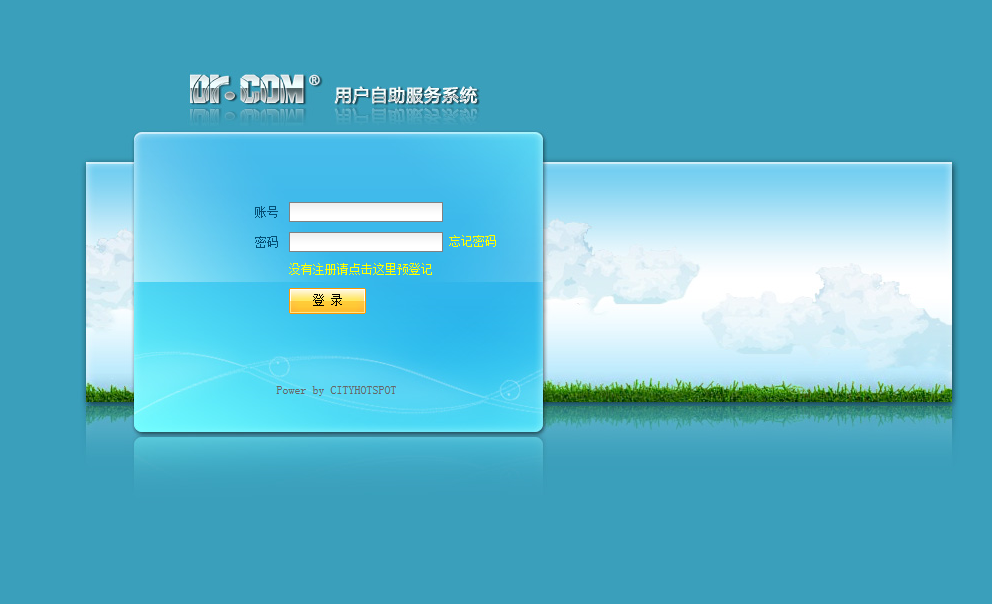 Dr.COM® 用户自助服务系统
账号
密码 忘记密码
没有注册请点击这里预登记
登 录
Power by CITYHOTSPOT